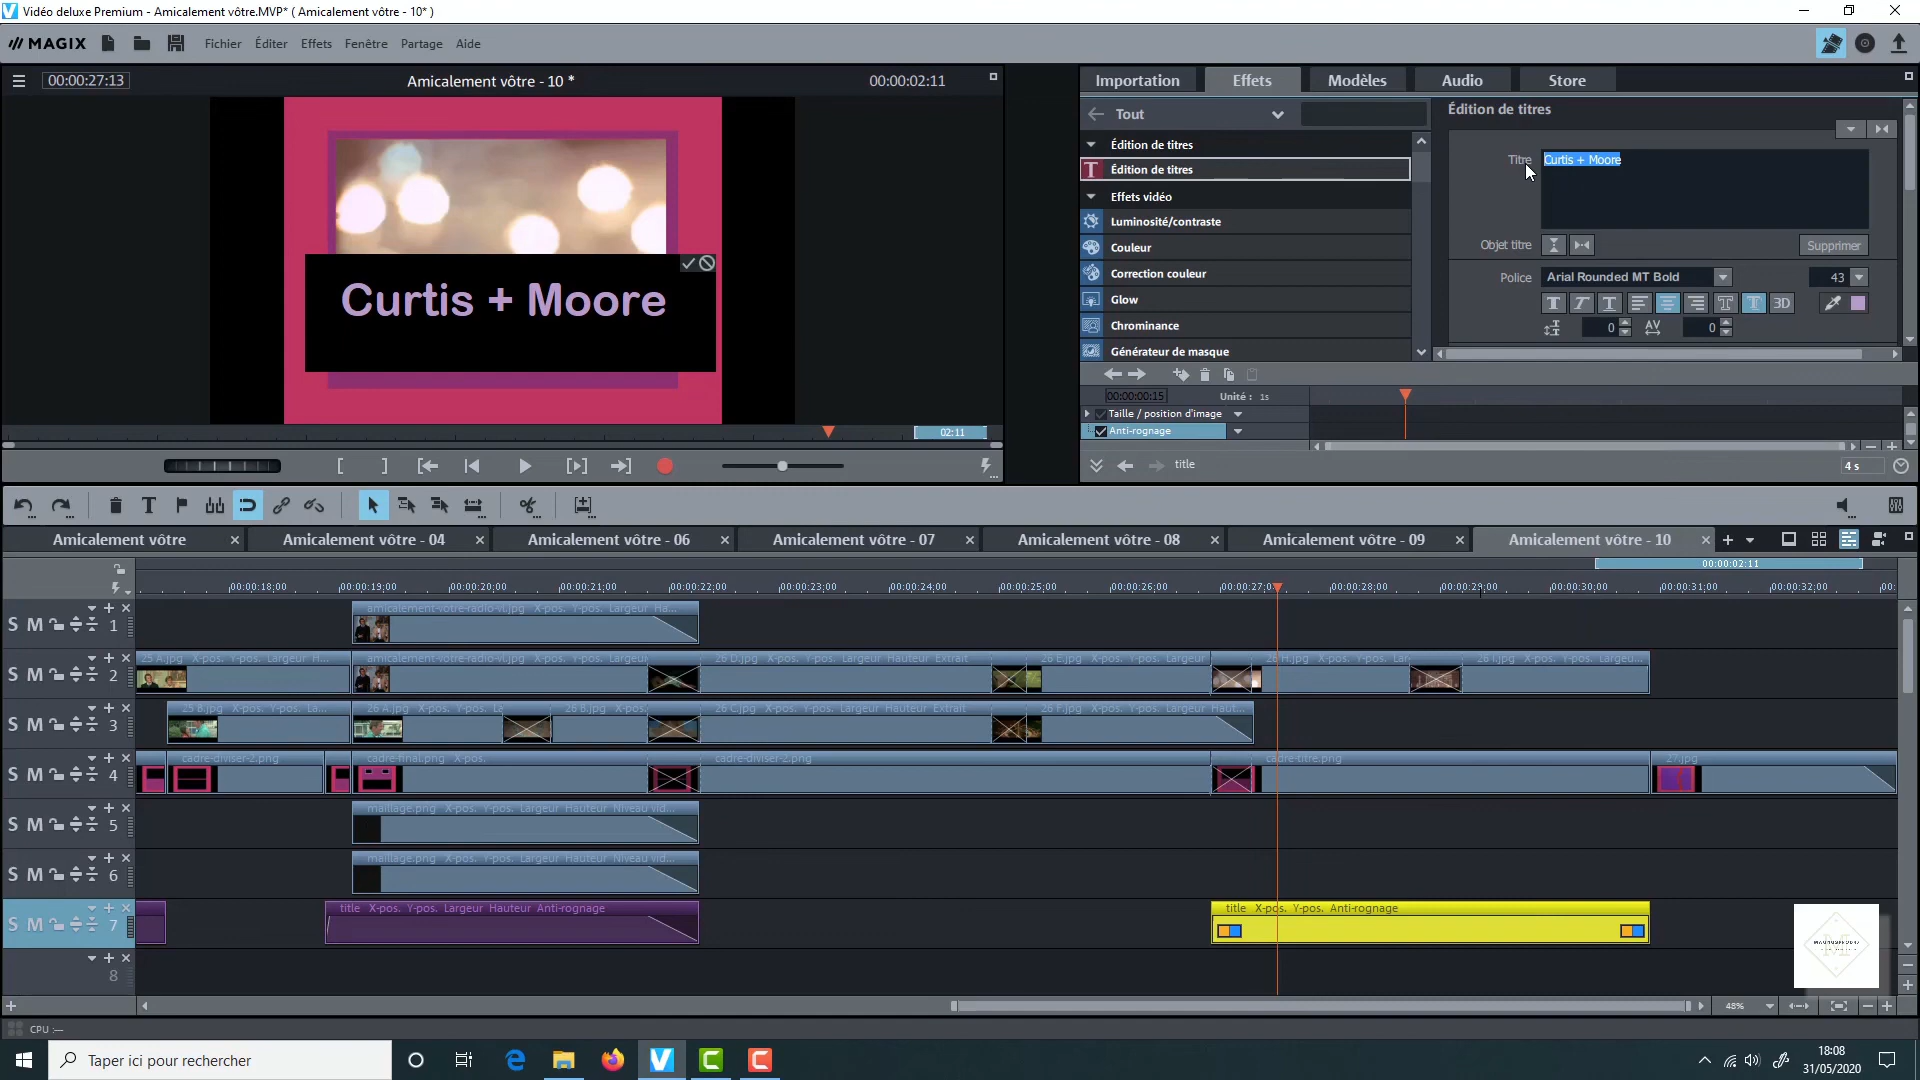 Vidéo deluxe Premium - Amicalement vôtre.MVP* ( Amicalement vôtre - 10* )
MAGIX
Fichier Éditer Effets Fenêtre Partage Aide
00:00:27:13 Amicalement vôtre - 10 * 00:00:02:11
Importation Effets Modèles Audio Store
Tout
Édition de titres
Édition de titres
Édition de titres
Effets vidéo
Luminosité/contraste
Couleur
Correction couleur
Glow
Chrominance
Générateur de masque
Titre Curtis + Moore
Objet titre Supprimer
Police Arial Rounded MT Bold 43
3D
0 AV 0
Curtis + Moore
02:11
00:00:00:15 Unité : 1s
Taille / position d'image
Anti-rognage
title 4 s
Amicalement vôtre Amicalement vôtre - 04 Amicalement vôtre - 06 Amicalement vôtre - 07 Amicalement vôtre - 08 Amicalement vôtre - 09 Amicalement vôtre - 10
00:00:02:11
00:00:18;00 00:00:19;00 00:00:20;00 00:00:21;00 00:00:22;00 00:00:23;00 00:00:24;00 00:00:25;00 00:00:26;00 00:00:27;0 00:00:28;00 00:00:29;00 00:00:30;00 00:00:31;00 00:00:32;00 00:
S M 1 amicalement-votre-radio-vl.jpg X-pos. Y-pos. Largeur Ha...
S M 2 25 A.jpg X-pos. Y-pos. Largeur H... amicalement-votre-radio-vl.jpg X-pos. Y-pos. Largeur 26 D.jpg X-pos. Y-pos. Largeur Hauteur Extrait 26 E.jpg X-pos. Y-pos. Largeur 26 H.jpg X-pos. Y-pos. Lar 26 I.jpg X-pos. Y-pos. Largeu...
S M 3 25 B.jpg X-pos. Y-pos. La... 26 A.jpg X-pos. Y-pos. La 26 B.jpg X-pos. 26 C.jpg X-pos. Y-pos. Largeur Hauteur Extrait 26 F.jpg X-pos. Y-pos. Largeur Haut...
S M 4 cadre-diviser-2.png cadre-final.png X-pos. cadre-diviser-2.png cadre-titre.png 27.jpg
S M 5 maillage.png X-pos. Y-pos. Largeur Hauteur Niveau vid...
S M 6 maillage.png X-pos. Y-pos. Largeur Hauteur Niveau vid...
S M 7 title X-pos. Y-pos. Largeur Hauteur Anti-rognage title X-pos. Y-pos. Anti-rognage
8
48%
CPU :---
Taper ici pour rechercher
18:08
31/05/2020